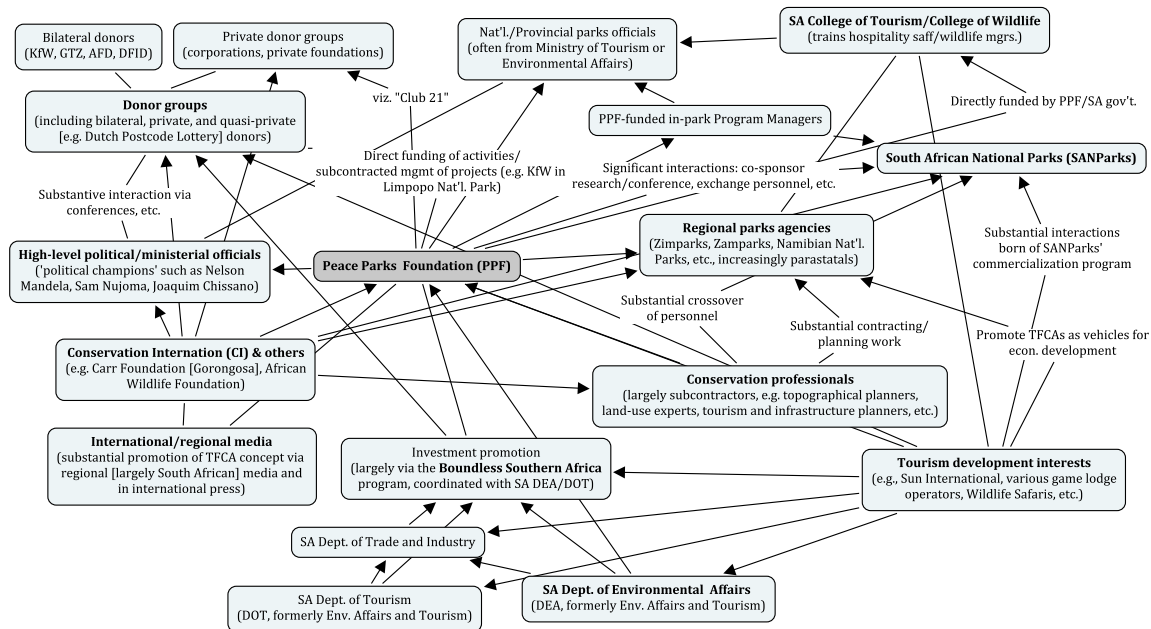 Bilateral donors
(KfW, GTZ, AFD, DFID)
Private donor groups
(corporations, private foundations)
Nat'l./Provincial parks officials
(often from Ministry of Tourism or
Environmental Affairs)
SA College of Tourism/College of Wildlife
(trains hospitality saff/wildlife mgrs.)
Donor groups
(including bilateral, private, and quasi-private
[e.g. Dutch Postcode Lottery] donors)
viz. "Club 21"
PPF-funded in-park Program Managers
Directly funded by PPF/SA gov't.
Direct funding of activities/
subcontracted mgmt of projects (e.g. KfW in
Limpopo Nat'l. Park)
Significant interactions: co-sponsor
research/conference, exchange personnel, etc.
South African National Parks (SANParks)
Substantive interaction via
conferences, etc.
High-level political/ministerial officials
('political champions' such as Nelson
Mandela, Sam Nujoma, Joaquim Chissano)
Peace Parks Foundation (PPF)
Regional parks agencies
(Zimparks, Zamparks, Namibian Nat'l.
Parks, etc., increasingly parastatals)
Substantial interactions
born of SANParks'
commercialization program
Substantial crossover
of personnel
Substantial contracting/
planning work
Promote TFCAs as vehicles for
econ. development
Conservation Internation (CI) & others
(e.g. Carr Foundation [Gorongosa], African
Wildlife Foundation)
Conservation professionals
(largely subcontractors, e.g. topographical planners,
land-use experts, tourism and infrastructure planners, etc.)
International/regional media
(substantial promotion of TFCA concept via
regional [largely South African] media and
in international press)
Investment promotion
(largely via the Boundless Southern Africa
program, coordinated with SA DEA/DOT)
Tourism development interests
(e.g., Sun International, various game lodge
operators, Wildlife Safaris, etc.)
SA Dept. of Trade and Industry
SA Dept. of Tourism
(DOT, formerly Env. Affairs and Tourism)
SA Dept. of Environmental Affairs
(DEA, formerly Env. Affairs and Tourism)